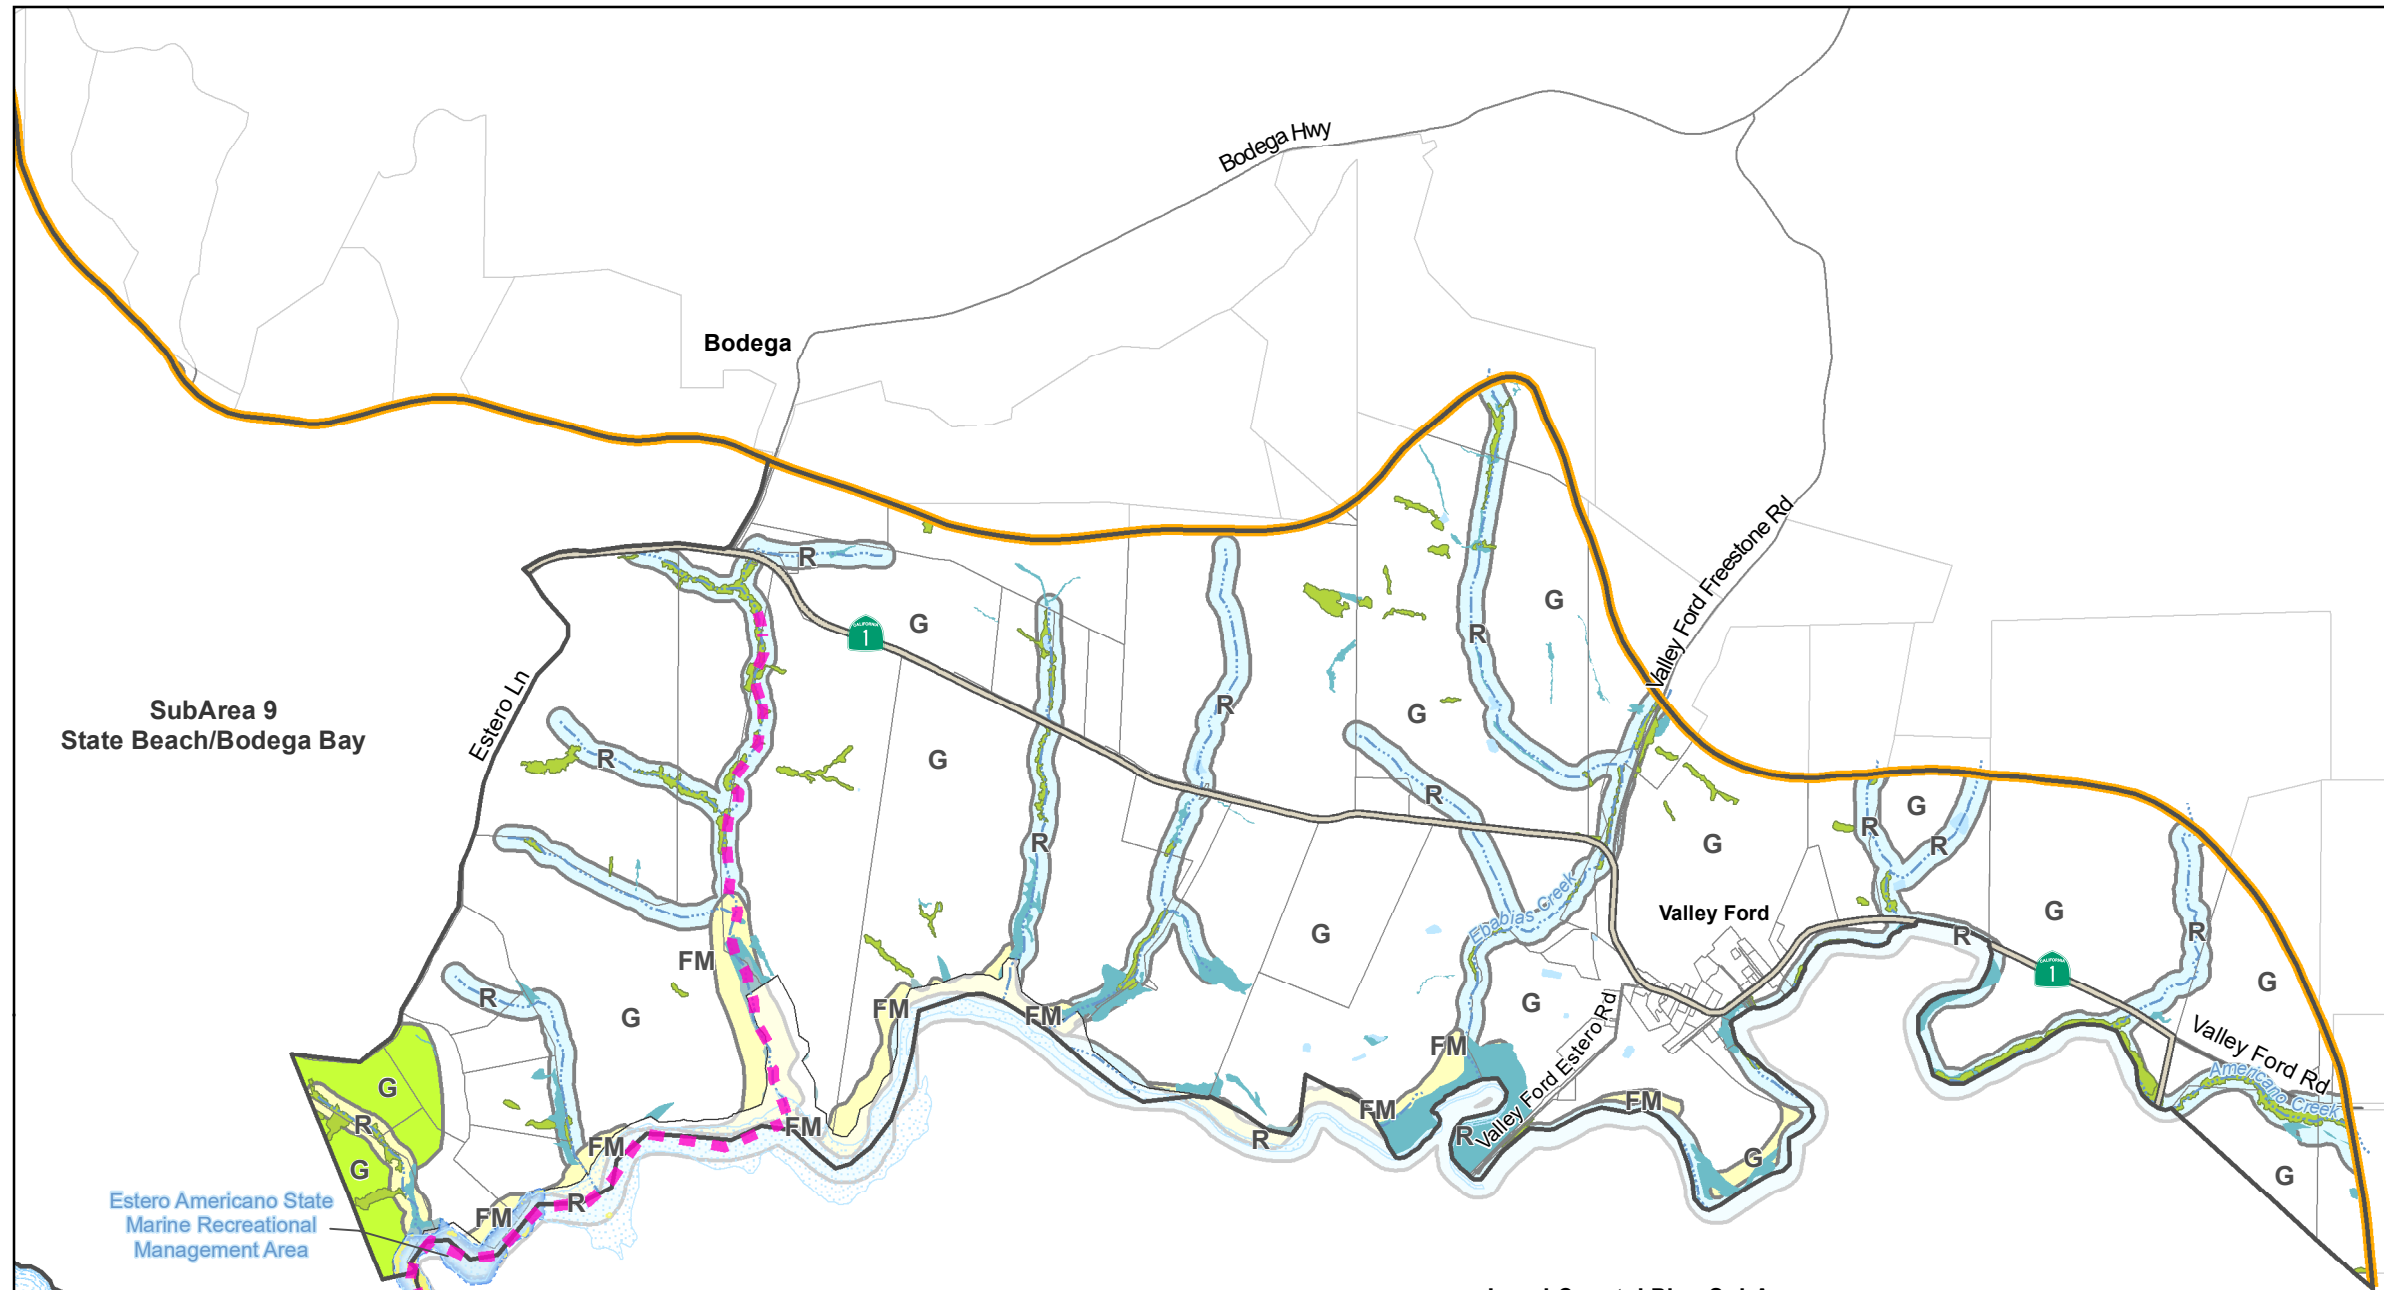 Bodega Hwy
Bodega
Valley Ford Freestone Rd
R
G
G
CALIFORNIA
1
R
SubArea 9
State Beach/Bodega Bay
Estero Ln
R
G
R
G
R
R
G
G
R
R
R
Ebabias Creek
Valley Ford
G
G
R
R
FM
G
R
G
FM
FM
G
CALIFORNIA
1
G
Valley Ford Estero Rd
Valley Ford Rd
Americano Creek
G
R
G
FM
FM
FM
R
FM
R
FM
G
G
Estero Americano State
Marine Recreational
Management Area
FM
R